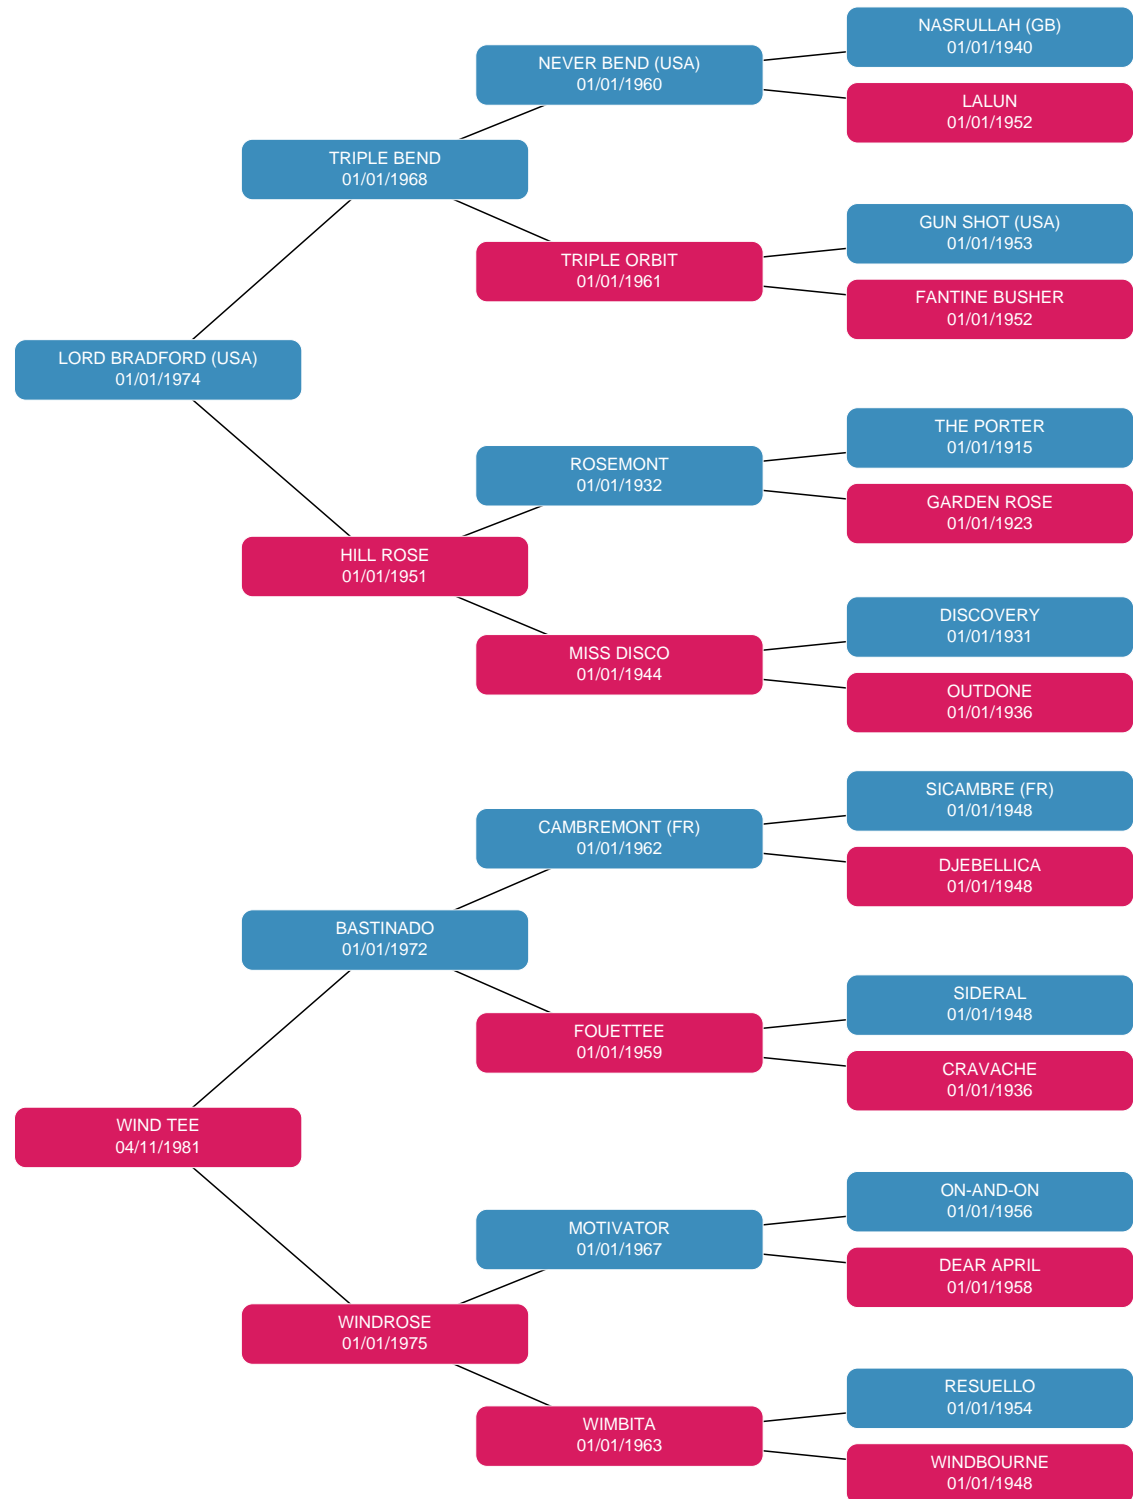 NASRULLAH (GB)
01/01/1940
NEVER BEND (USA)
01/01/1960
LALUN
01/01/1952
TRIPLE BEND
01/01/1968
GUN SHOT (USA)
01/01/1953
TRIPLE ORBIT
01/01/1961
FANTINE BUSHER
01/01/1952
LORD BRADFORD (USA)
01/01/1974
THE PORTER
01/01/1915
ROSEMONT
01/01/1932
GARDEN ROSE
01/01/1923
HILL ROSE
01/01/1951
DISCOVERY
01/01/1931
MISS DISCO
01/01/1944
OUTDONE
01/01/1936
SICAMBRE (FR)
01/01/1948
CAMBREMONT (FR)
01/01/1962
DJEBELLICA
01/01/1948
BASTINADO
01/01/1972
SIDERAL
01/01/1948
FOUETTEE
01/01/1959
CRAVACHE
01/01/1936
WIND TEE
04/11/1981
ON-AND-ON
01/01/1956
MOTIVATOR
01/01/1967
DEAR APRIL
01/01/1958
WINDROSE
01/01/1975
RESUELLO
01/01/1954
WIMBITA
01/01/1963
WINDBOURNE
01/01/1948